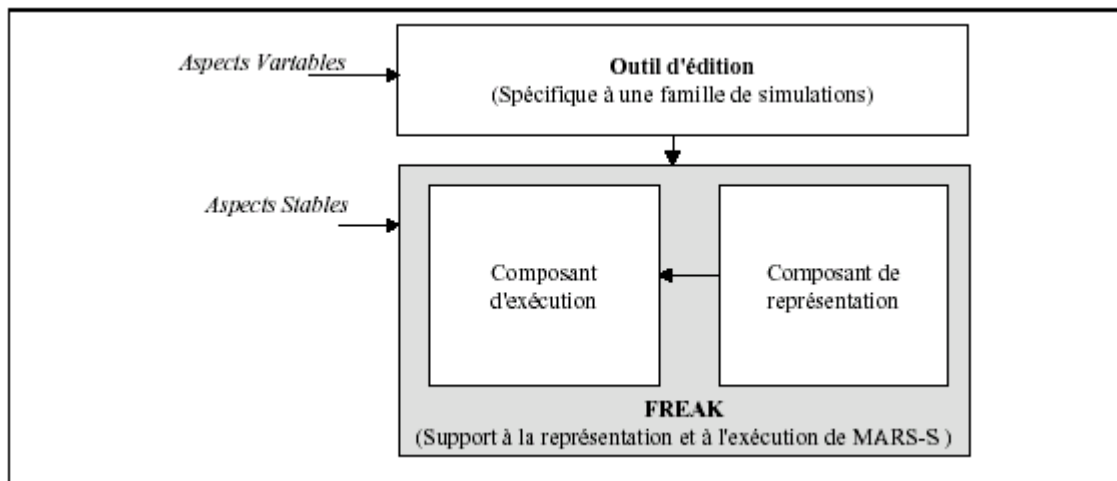 Aspects Variables
Outil d'édition
(Spécifique à une famille de simulations)
Aspects Stables
Composant
d'exécution
Composant de
représentation
FREAK
(Support à la représentation et à l'exécution de MARS-S )